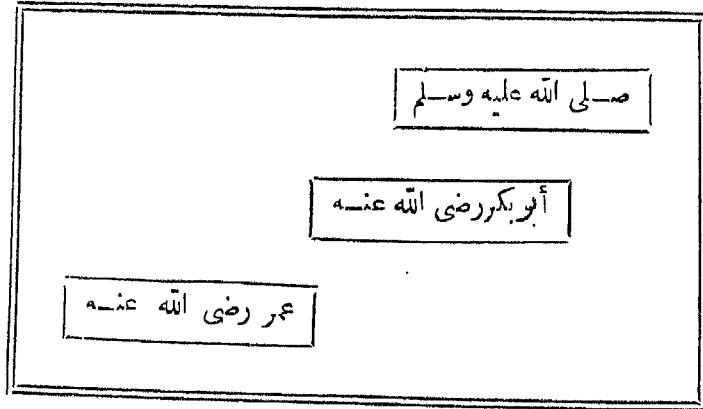 صلى الله عليه وسلم
أبو بكر رضى الله عنه
عمر رضى الله عنه